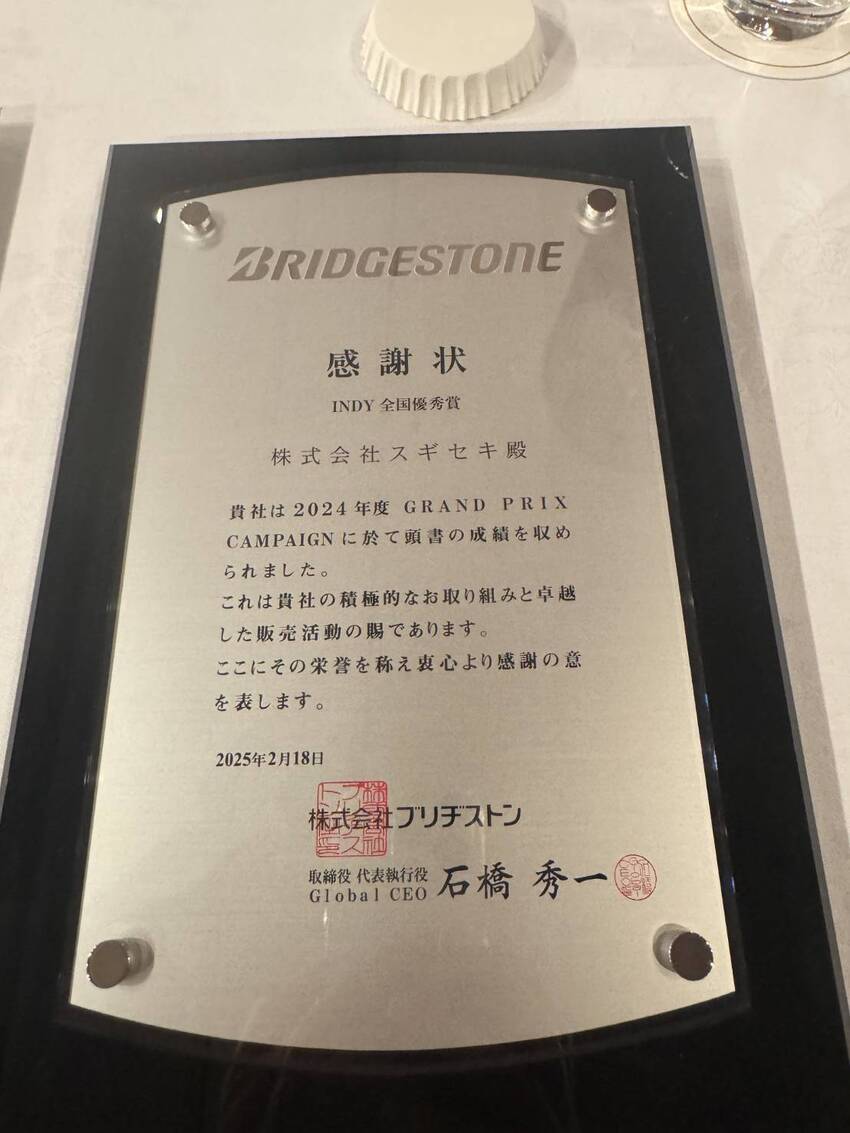 BRIDGESTONE
感謝状
INDY 全国優秀賞
株式会社スギセキ殿
貴社は2024年度 GRAND PRIX
CAMPAIGNに於て頭書の成績を収め
られました。
これは貴社の積極的なお取り組みと卓越
した販売活動の賜であります。
ここにその栄誉を称え衷心より感謝の意
を表します。
2025年2月18日
株式会社ブリヂストン
取締役 代表執行役
Global CEO 石橋 秀一